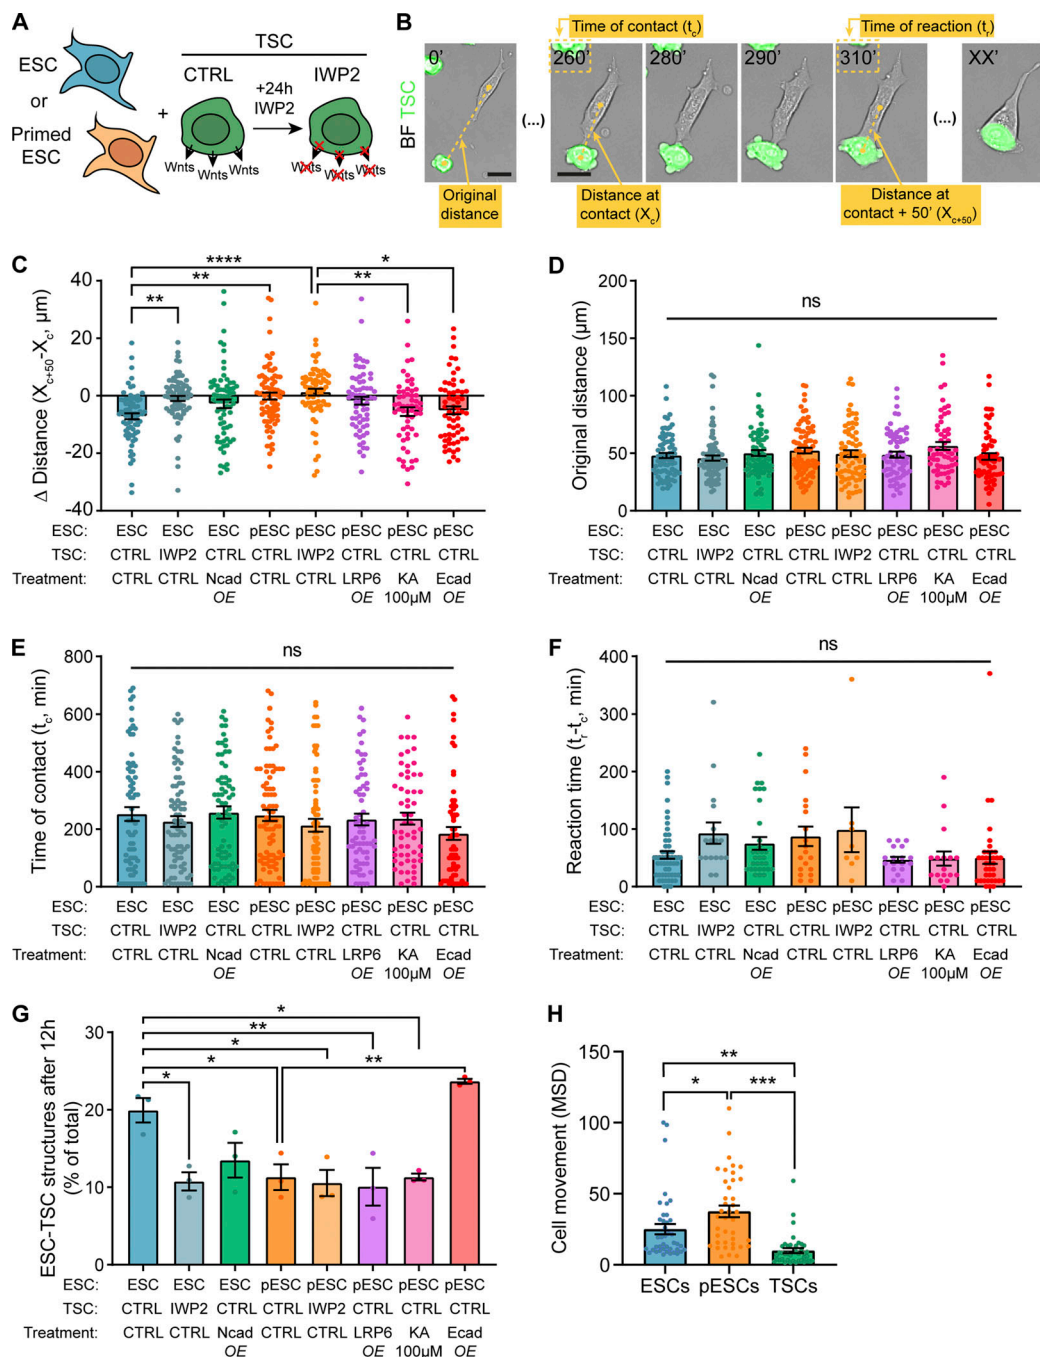 A
TSC
ESC
or
Primed
ESC
+
CTRL
+24h
IWP2
IWP2
Wnts
Wnts
Wnts
Wnts
Wnts
Wnts
B
Time of contact (tc)
Time of reaction (tr)
BF TSC
0'
(...)
260'
280'
290'
310'
(...)
XX'
Original
distance
Distance at
contact (Xc)
Distance at
contact + 50' (Xc+50)
C
Δ Distance (Xc+50-Xc, µm)
40
20
0
-20
-40
****
**
**
*
**
ESC: ESC ESC ESC pESC pESC pESC pESC pESC
TSC: CTRL IWP2 CTRL CTRL IWP2 CTRL CTRL CTRL
Treatment: CTRL CTRL Ncad CTRL CTRL LRP6 KA Ecad
OE OE 100µM OE
D
Original distance (µm)
200
150
100
50
0
ns
ESC: ESC ESC ESC pESC pESC pESC pESC pESC
TSC: CTRL IWP2 CTRL CTRL IWP2 CTRL CTRL CTRL
Treatment: CTRL CTRL Ncad CTRL CTRL LRP6 KA Ecad
OE OE 100µM OE
E
Time of contact (tc, min)
800
600
400
200
0
ns
ESC: ESC ESC ESC pESC pESC pESC pESC pESC
TSC: CTRL IWP2 CTRL CTRL IWP2 CTRL CTRL CTRL
Treatment: CTRL CTRL Ncad CTRL CTRL LRP6 KA Ecad
OE OE 100µM OE
F
Reaction time (tr-tc, min)
400
300
200
100
0
ns
ESC: ESC ESC ESC pESC pESC pESC pESC pESC
TSC: CTRL IWP2 CTRL CTRL IWP2 CTRL CTRL CTRL
Treatment: CTRL CTRL Ncad CTRL CTRL LRP6 KA Ecad
OE OE 100µM OE
G
ESC-TSC structures after 12h
(% of total)
30
20
10
0
*
**
*
*
**
*
ESC: ESC ESC ESC pESC pESC pESC pESC pESC
TSC: CTRL IWP2 CTRL CTRL IWP2 CTRL CTRL CTRL
Treatment: CTRL CTRL Ncad CTRL CTRL LRP6 KA Ecad
OE OE 100µM OE
H
Cell movement (MSD)
150
100
50
0
**
*
***
ESCs pESCs TSCs